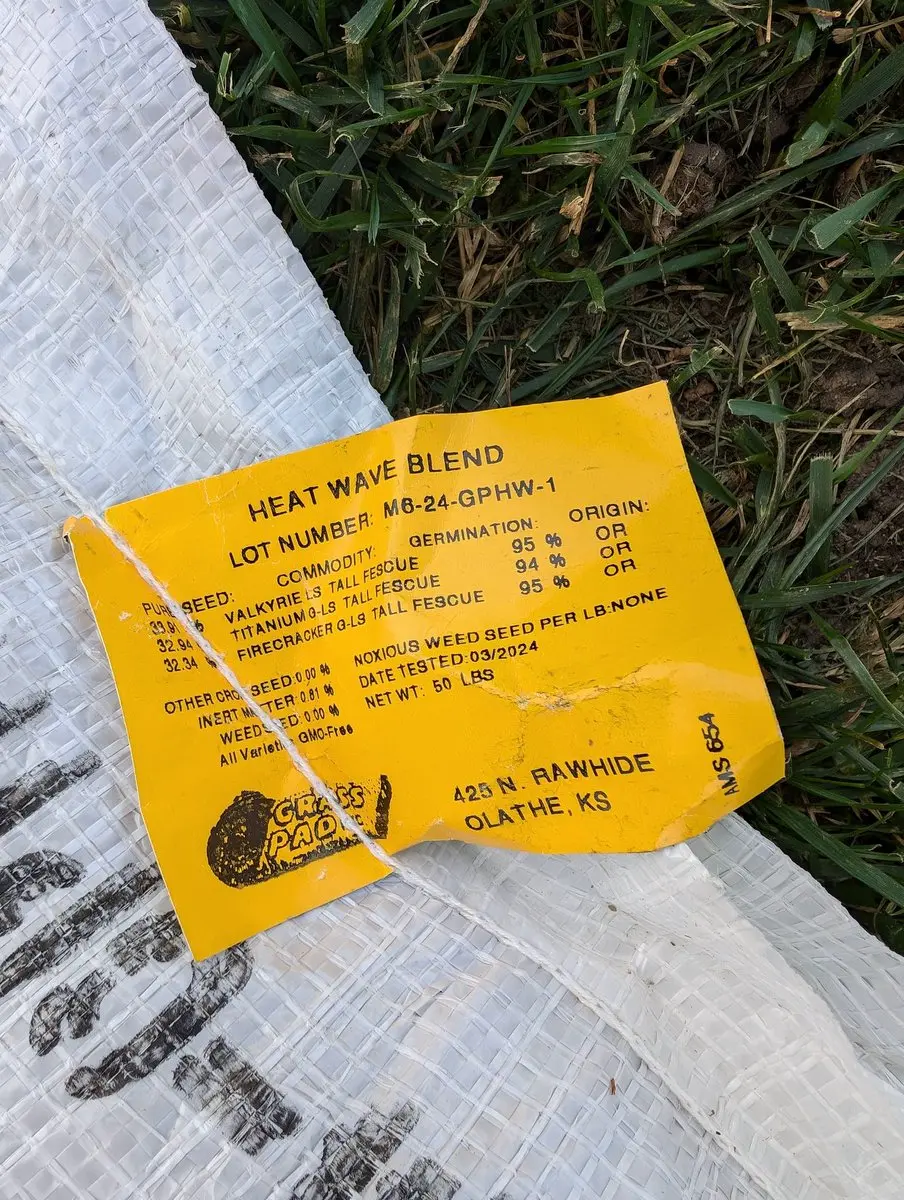 HEAT WAVE BLEND
LOT NUMBER: M6-24-GPHW-1
PURE SEED: COMMODITY: GERMINATION: ORIGIN:
VALKYRIE LS TALL FESCUE 95 % OR
32.94 TITANIUM G-LS TALL FESCUE 94 % OR
32.34 FIRECRACKER G-LS TALL FESCUE 95 % OR
OTHER SEED: 0.00 %
INERT MATTER: 0.81 %
WEED SEED: 0.00 %
All GMO-Free
NOXIOUS WEED SEED PER LB: NONE
DATE TESTED: 03/2024
NET WT: 50 LBS
GRASS
PAD
425 N. RAWHIDE
OLATHE, KS
AMS 654